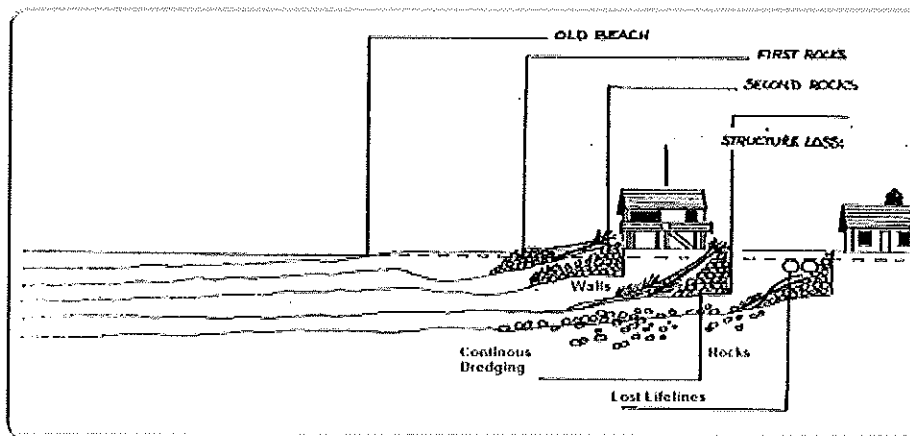 OLD BEACH
FIRST ROCKS
SECOND ROCKS
STRUCTURE LOSS:
Walls
Continous
Dredging
Rocks
Lost Lifelines